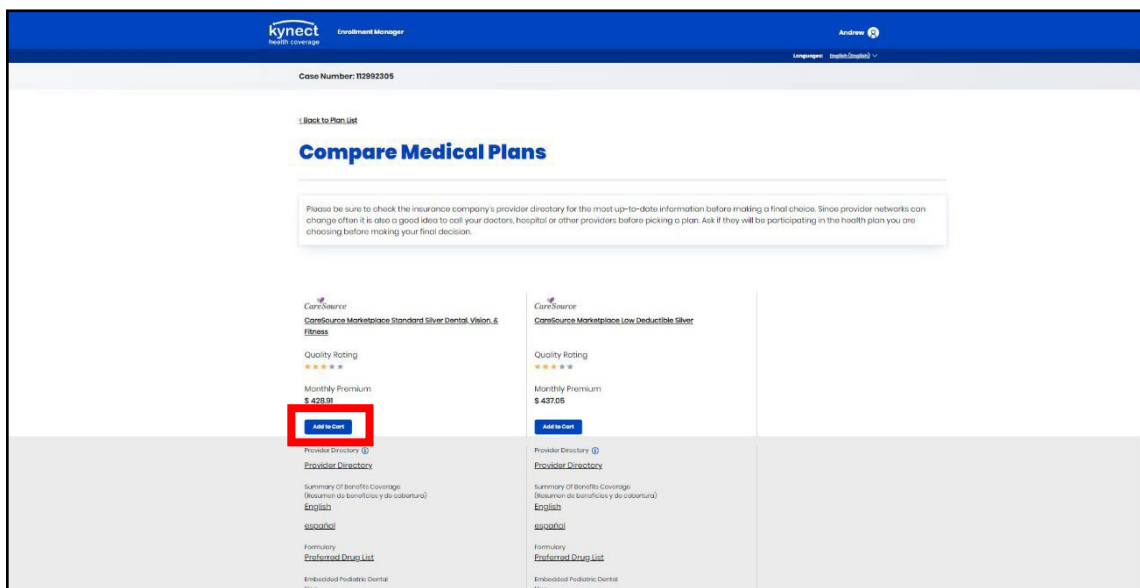 kynect
health coverage
Enrollment Manager
Andrew
Languages: English (English)
Case Number: 112992305
< Back to Plan List
Compare Medical Plans
Please be sure to check the insurance company's provider directory for the most up-to-date information before making a final choice. Since provider networks can
change often it is also a good idea to call your doctors, hospital or other providers before picking a plan. Ask if they will be participating in the health plan you are
choosing before making your final decision.
CareSource
CareSource Marketplace Standard Silver Dental, Vision, &
Fitness
Quality Rating
Monthly Premium
$ 428.91
Add to Cart
Provider Directory
Provider Directory
Summary Of Benefits Coverage
(Resumen de beneficios y de cobertura)
English
español
Formulary
Preferred Drug List
Embedded Pediatric Dental
CareSource
CareSource Marketplace Low Deductible Silver
Quality Rating
Monthly Premium
$ 437.05
Add to Cart
Provider Directory
Provider Directory
Summary Of Benefits Coverage
(Resumen de beneficios y de cobertura)
English
español
Formulary
Preferred Drug List
Embedded Pediatric Dental